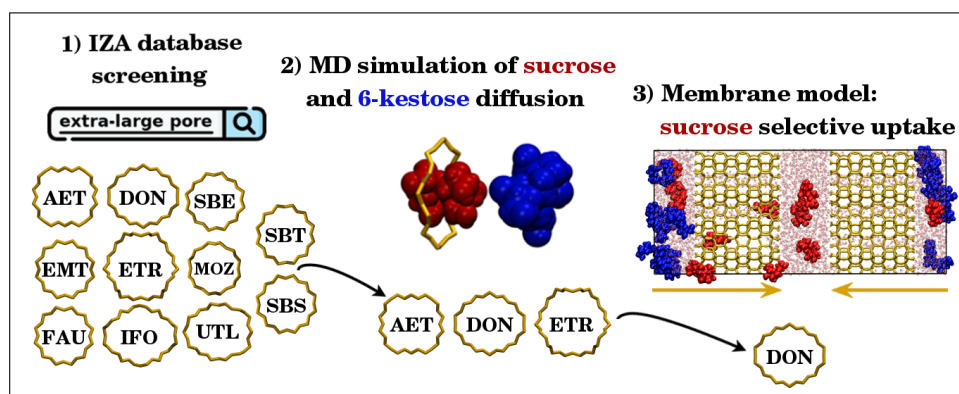 1) IZA database
screening
extra-large pore
AET DON SBE
EMT ETR MOZ
FAU IFO UTL
SBT
SBS
2) MD simulation of sucrose
and 6-kestose diffusion
AET DON ETR
3) Membrane model:
sucrose selective uptake
DON